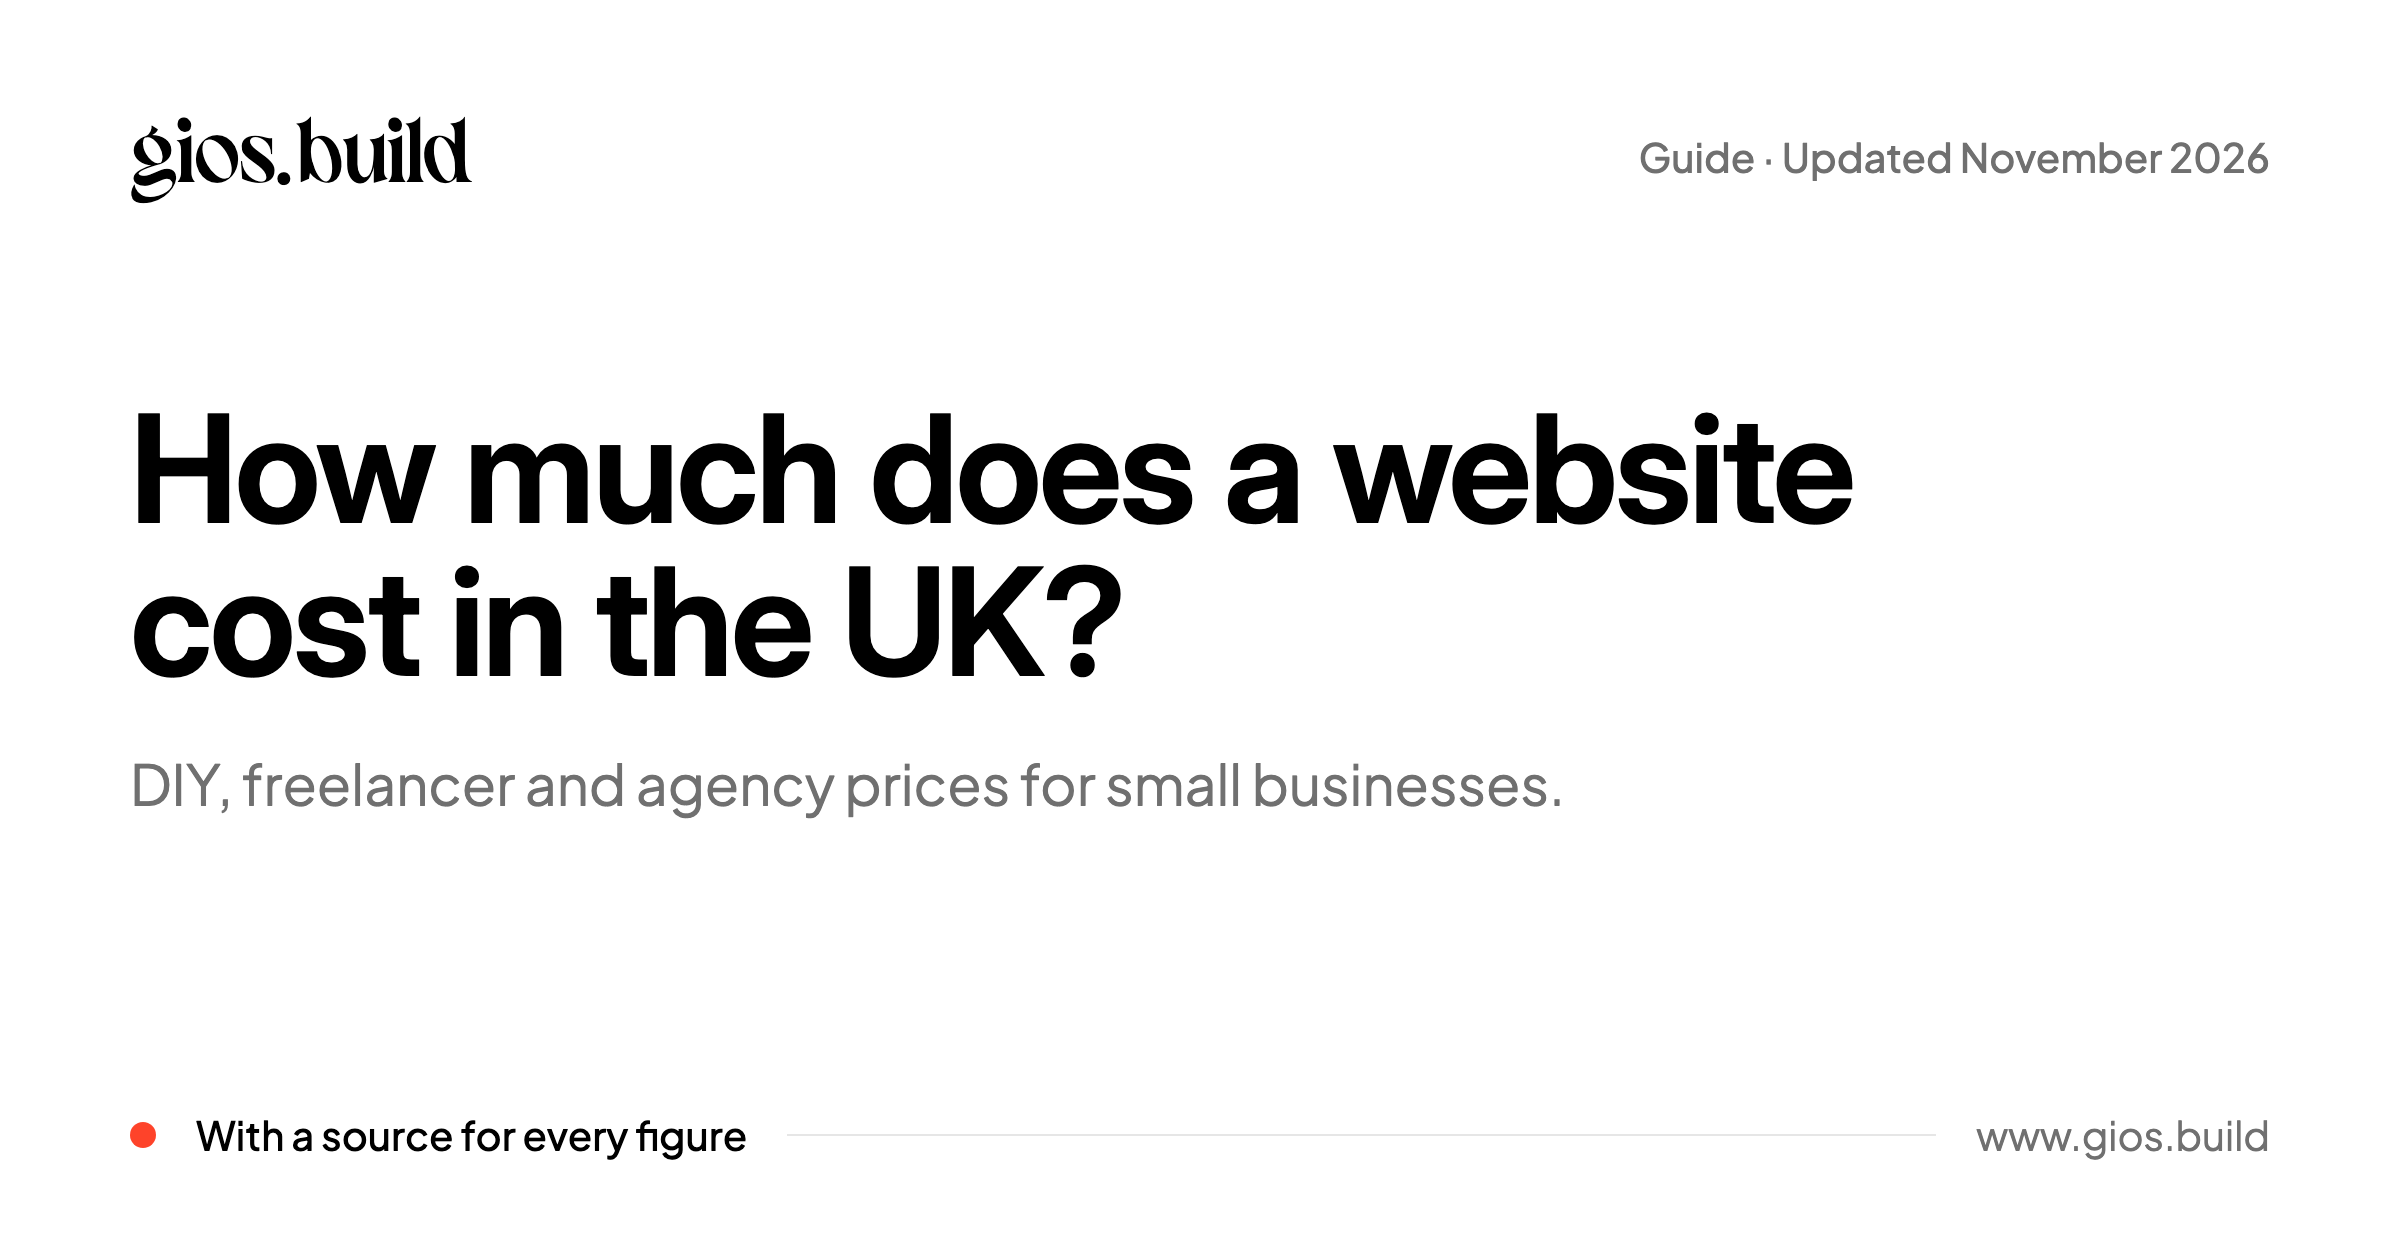 gios.build
Guide · Updated November 2026
How much does a website
cost in the UK?
DIY, freelancer and agency prices for small businesses.
With a source for every figure
www.gios.build